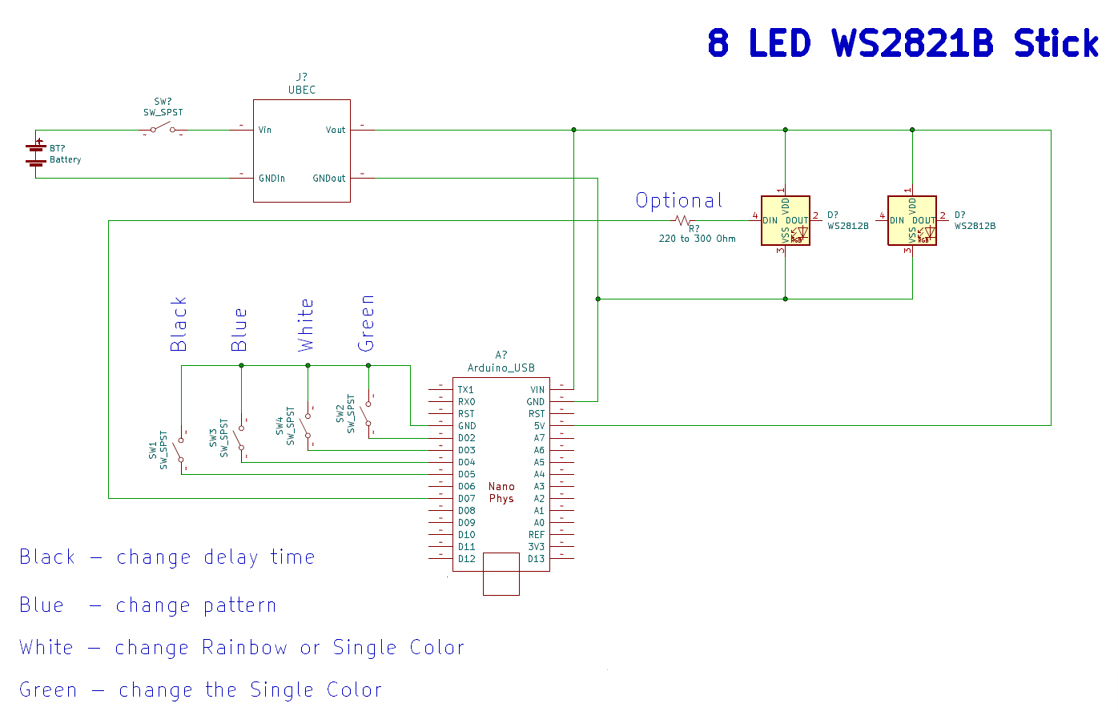 8 LED WS2821B Stick
J?
UBEC
SW?
SW_SPST
Vin
Vout
BT?
Battery
GNDin
GNDout
Optional
R?
220 to 300 Ohm
1
VDD
4
DIN
DOUT
2
VSS
RGB
3
D?
WS2812B
1
VDD
4
DIN
DOUT
2
VSS
RGB
3
D?
WS2812B
Black
Blue
White
Green
SW1
SW_SPST
SW3
SW_SPST
SW4
SW_SPST
SW2
SW_SPST
A?
Arduino_USB
TX1 VIN
RX0 GND
RST RST
GND 5V
D02 A7
D03 A6
D04 A5
D05 A4
D06 A3
D07 A2
D08 A1
D09 A0
D10 REF
D11 3V3
D12 D13
Nano
Phys
Black – change delay time
Blue – change pattern
White – change Rainbow or Single Color
Green – change the Single Color